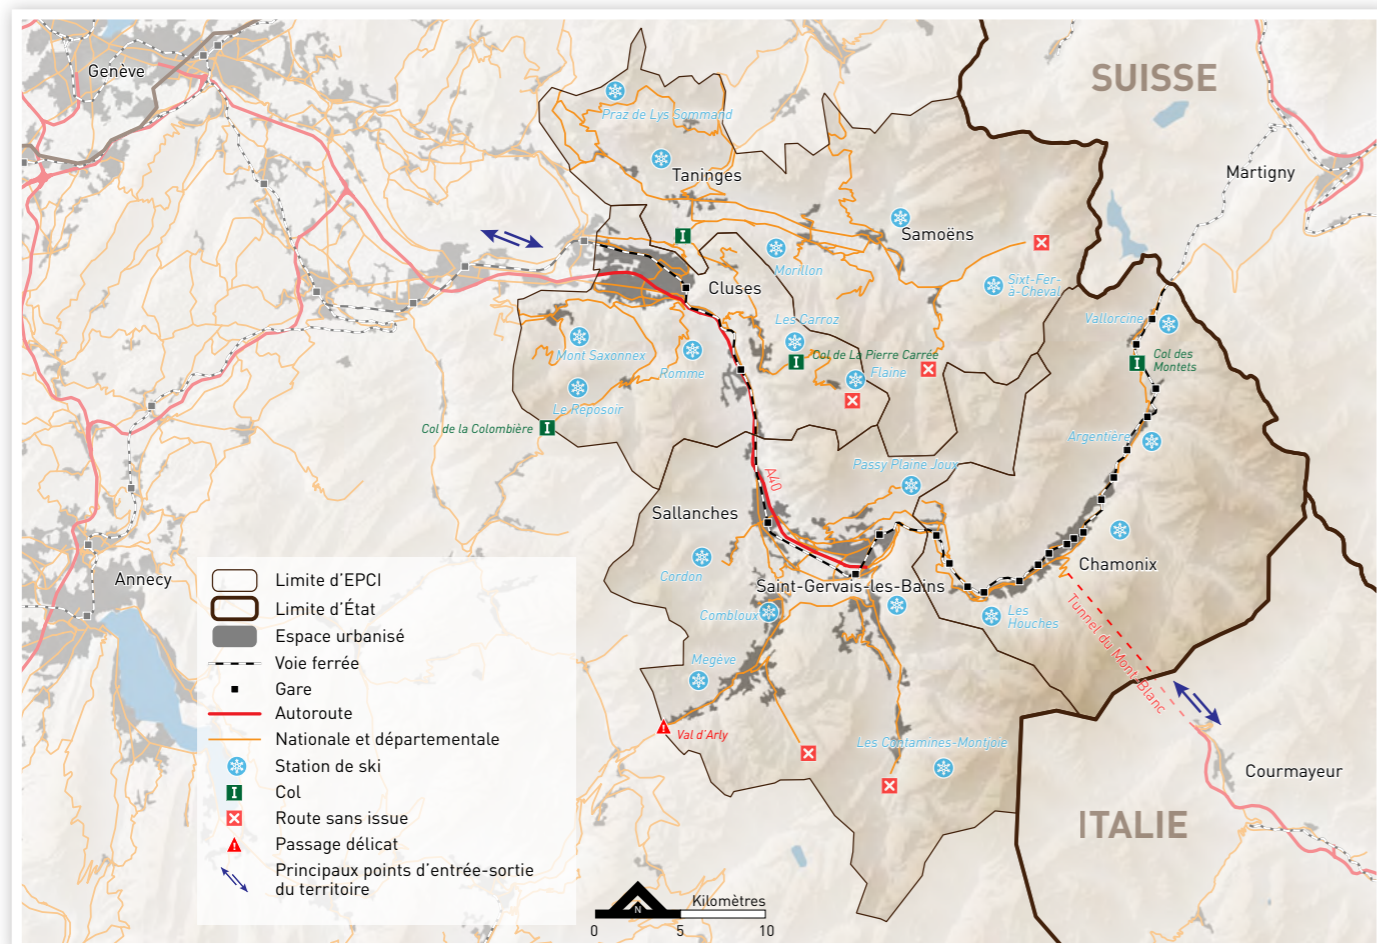 Genève
SUISSE
Praz de Lys Sommand
Martigny
Taninges
Samoëns
Morillon
Sixt-Fer-
à-Cheval
Cluses
Les Carroz
Vallorcine
Mont Saxonnex
Romme
Col de La Pierre Carrée
Flaine
Col des
Montets
Le Reposoir
Col de la Colombière
Argentière
Passy Plaine Joux
A40
Sallanches
Cordon
Chamonix
Saint-Gervais-les-Bains
Combloux
Les
Houches
Tunnel du Mont-Blanc
Megève
Val d'Arly
Les Contamines-Montjoie
Courmayeur
ITALIE
Annecy
Limite d'EPCI
Limite d'État
Espace urbanisé
Voie ferrée
Gare
Autoroute
Nationale et départementale
Station de ski
Col
Route sans issue
Passage délicat
Principaux points d'entrée-sortie
du territoire
N
Kilomètres
0 5 10